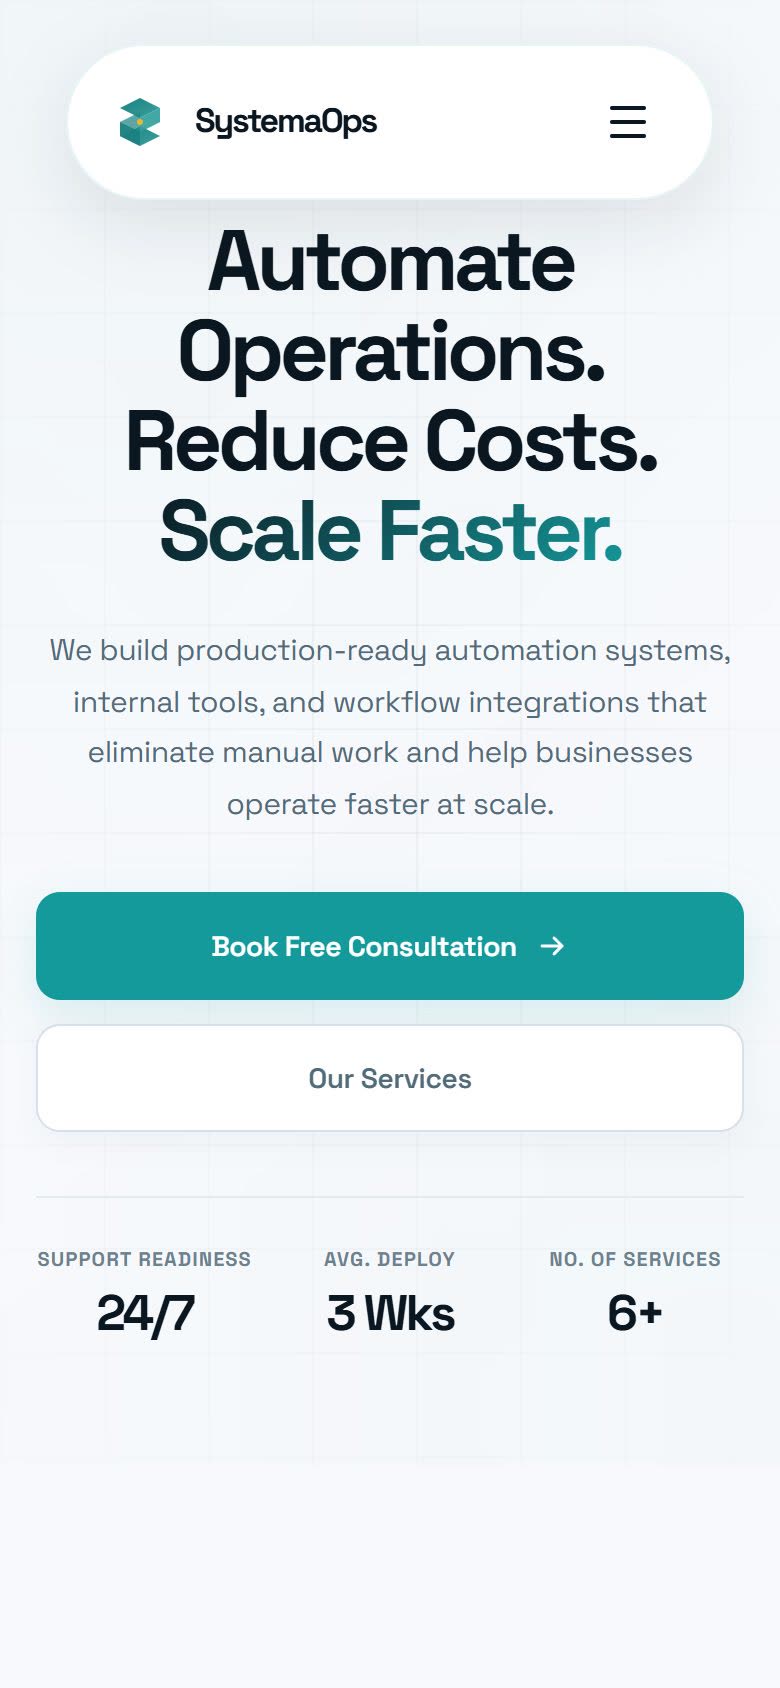 SystemaOps
Automate
Operations.
Reduce Costs.
Scale Faster.
We build production-ready automation systems,
internal tools, and workflow integrations that
eliminate manual work and help businesses
operate faster at scale.
Book Free Consultation →
Our Services
SUPPORT READINESS
24/7
AVG. DEPLOY
3 Wks
NO. OF SERVICES
6+